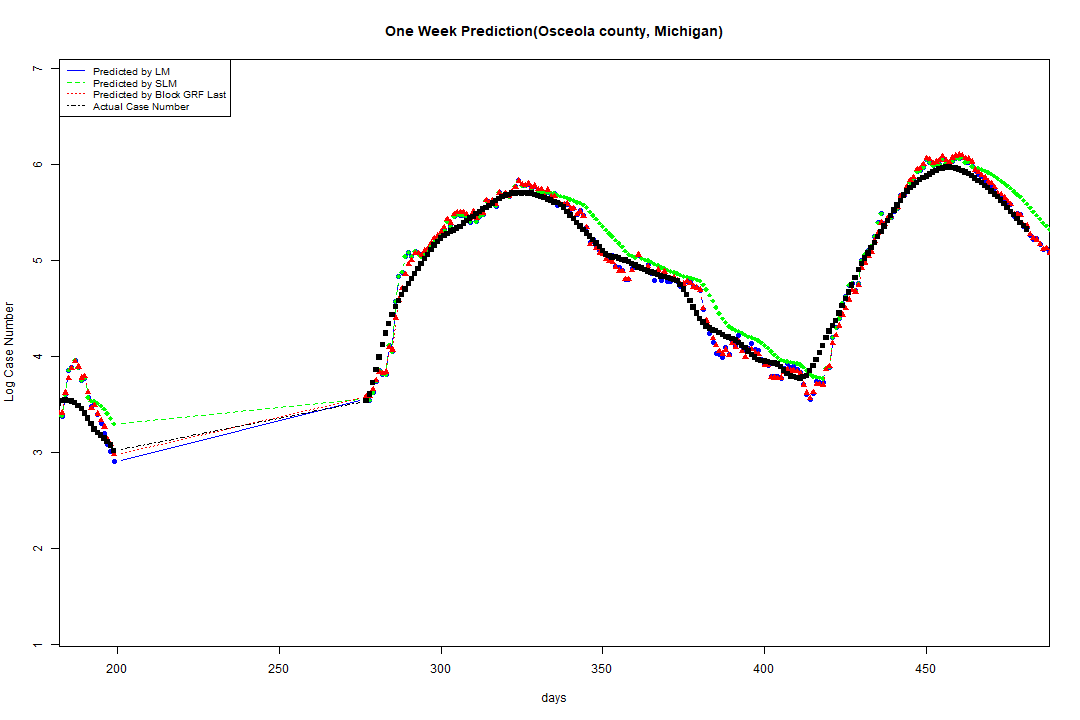 One Week Prediction(Osceola county, Michigan)
Predicted by LM
Predicted by SLM
Predicted by Block GRF Last
Actual Case Number
7
6
5
4
3
2
1
Log Case Number
200 250 300 350 400 450
days